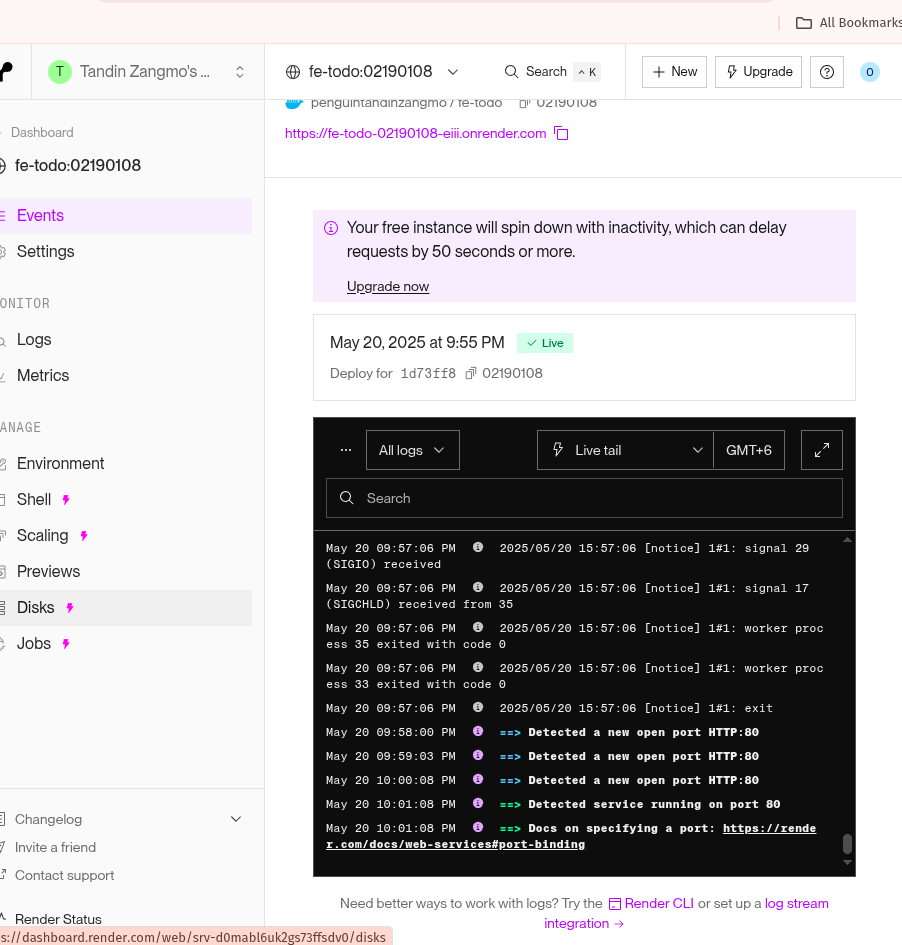 All Bookmarks
T Tandin Zangmo's ...
fe-todo:02190108
Search ^ K
New
Upgrade
0
penguintandinzangmo / fe-todo 02190108
https://fe-todo-02190108-eiii.onrender.com
Dashboard
fe-todo:02190108
Events
Settings
ONITOR
Logs
Metrics
ANAGE
Environment
Shell
Scaling
Previews
Disks
Jobs
Changelog
Invite a friend
Contact support
Render Status
s://dashboard.render.com/web/srv-d0mabl6uk2gs73ffsdv0/disks
Your free instance will spin down with inactivity, which can delay
requests by 50 seconds or more.
Upgrade now
May 20, 2025 at 9:55 PM Live
Deploy for 1d73ff8 02190108
... All logs Live tail GMT+6
Search
May 20 09:57:06 PM 2025/05/20 15:57:06 [notice] 1#1: signal 29
(SIGIO) received
May 20 09:57:06 PM 2025/05/20 15:57:06 [notice] 1#1: signal 17
(SIGCHLD) received from 35
May 20 09:57:06 PM 2025/05/20 15:57:06 [notice] 1#1: worker proc
ess 35 exited with code 0
May 20 09:57:06 PM 2025/05/20 15:57:06 [notice] 1#1: worker proc
ess 33 exited with code 0
May 20 09:57:06 PM 2025/05/20 15:57:06 [notice] 1#1: exit
May 20 09:58:00 PM ==> Detected a new open port HTTP:80
May 20 09:59:03 PM ==> Detected a new open port HTTP:80
May 20 10:00:08 PM ==> Detected a new open port HTTP:80
May 20 10:01:08 PM ==> Detected service running on port 80
May 20 10:01:08 PM ==> Docs on specifying a port: https://rende
r.com/docs/web-services#port-binding
Need better ways to work with logs? Try the Render CLI or set up a log stream
integration →